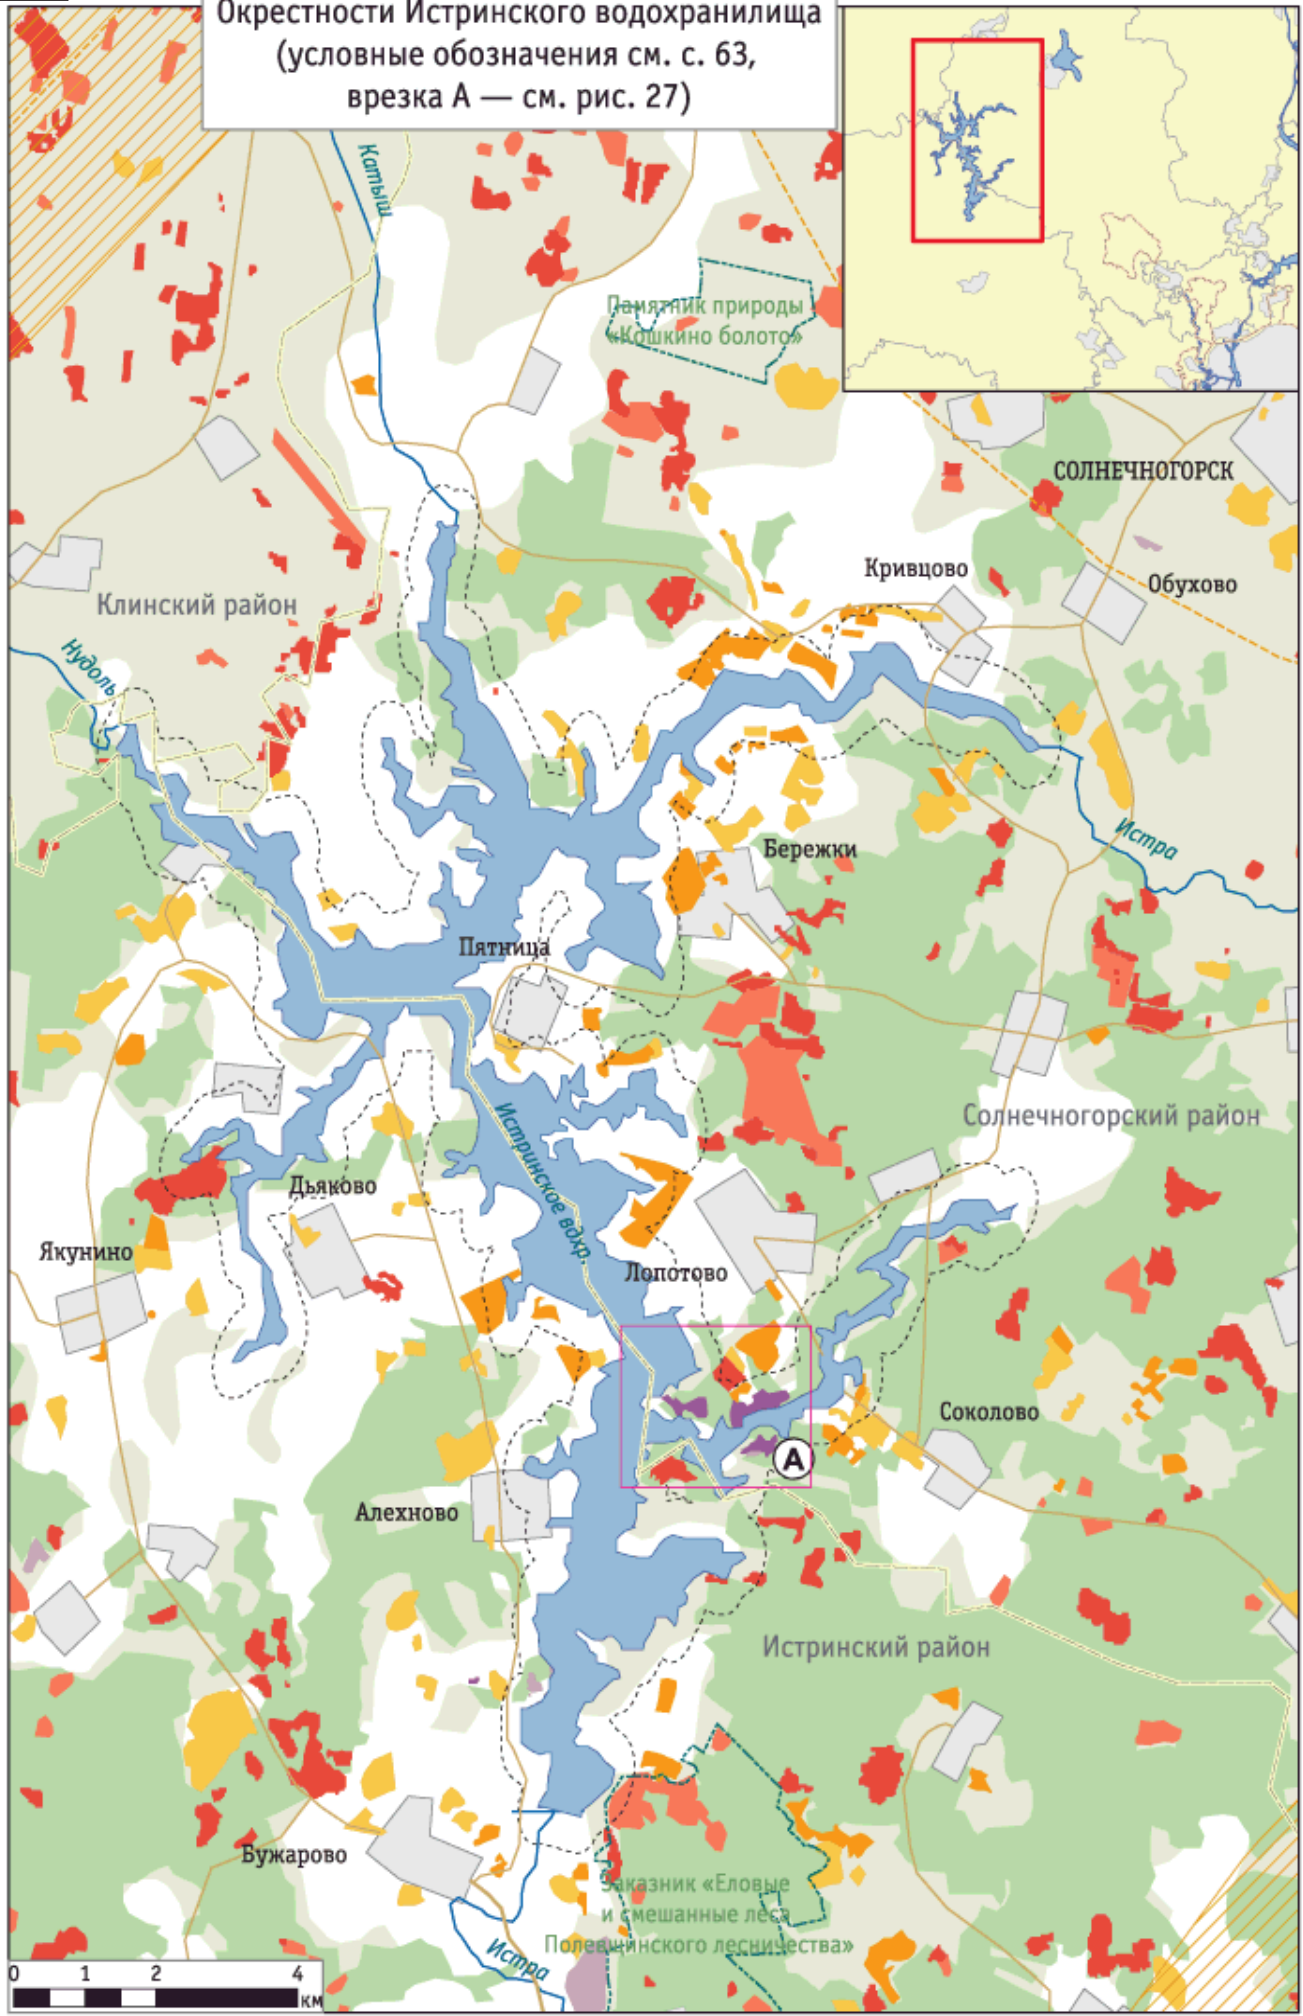 Окрестности Истринского водохранилища
(условные обозначения см. с. 63,
врезка А — см. рис. 27)
Катыш
Памятник природы
«Кошкино болото»
СОЛНЕЧНОГОРСК
Кривцово
Обухово
Клинский район
Нудоль
Истра
Бережки
Пятница
Солнечногорский район
Истринское вдхр.
Дьяково
Якунино
Лопотово
Соколово
А
Алехново
Истринский район
Бужарово
Заказник «Еловые
и смешанные леса
Полевшинского лесничества»
Истра
0 1 2 4
км